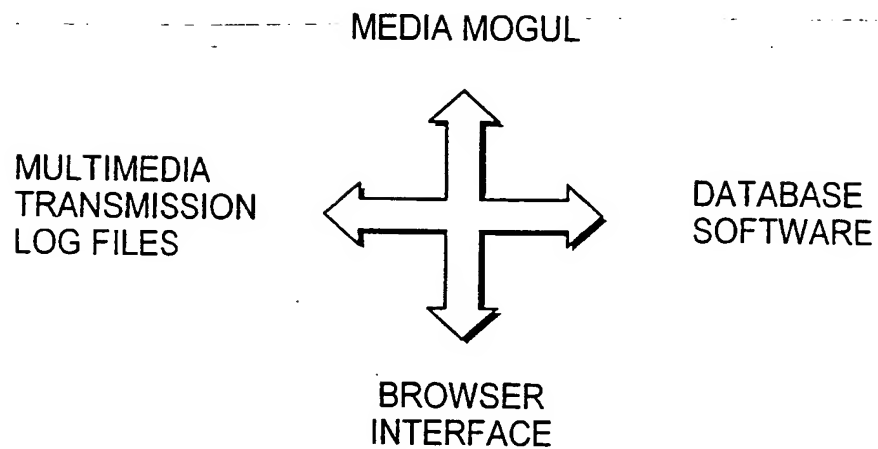 MEDIA MOGUL
MULTIMEDIA
TRANSMISSION
LOG FILES
DATABASE
SOFTWARE
BROWSER
INTERFACE